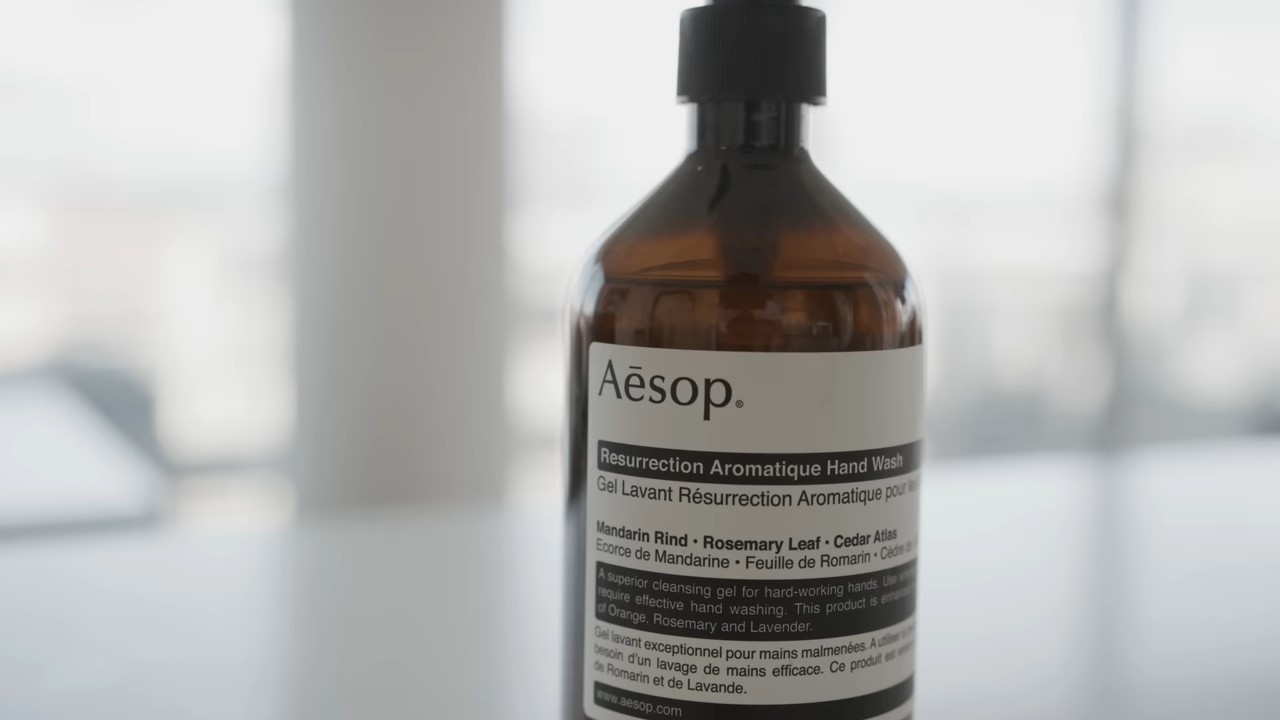 Aēsop®
Resurrection Aromatique Hand Wash
Gel Lavant Résurrection Aromatique pour
Mandarin Rind • Rosemary Leaf • Cedar Atlas
Ecorce de Mandarine • Feuille de Romarin • Cèdre
A superior cleansing gel for hard-working hands. Use
require effective hand washing. This product is
of Orange, Rosemary and Lavender.
Gel lavant exceptionnel pour mains malmenées. A utiliser
besoin d'un lavage de mains efficace. Ce produit est
de Romarin et de Lavande.
www.aesop.com